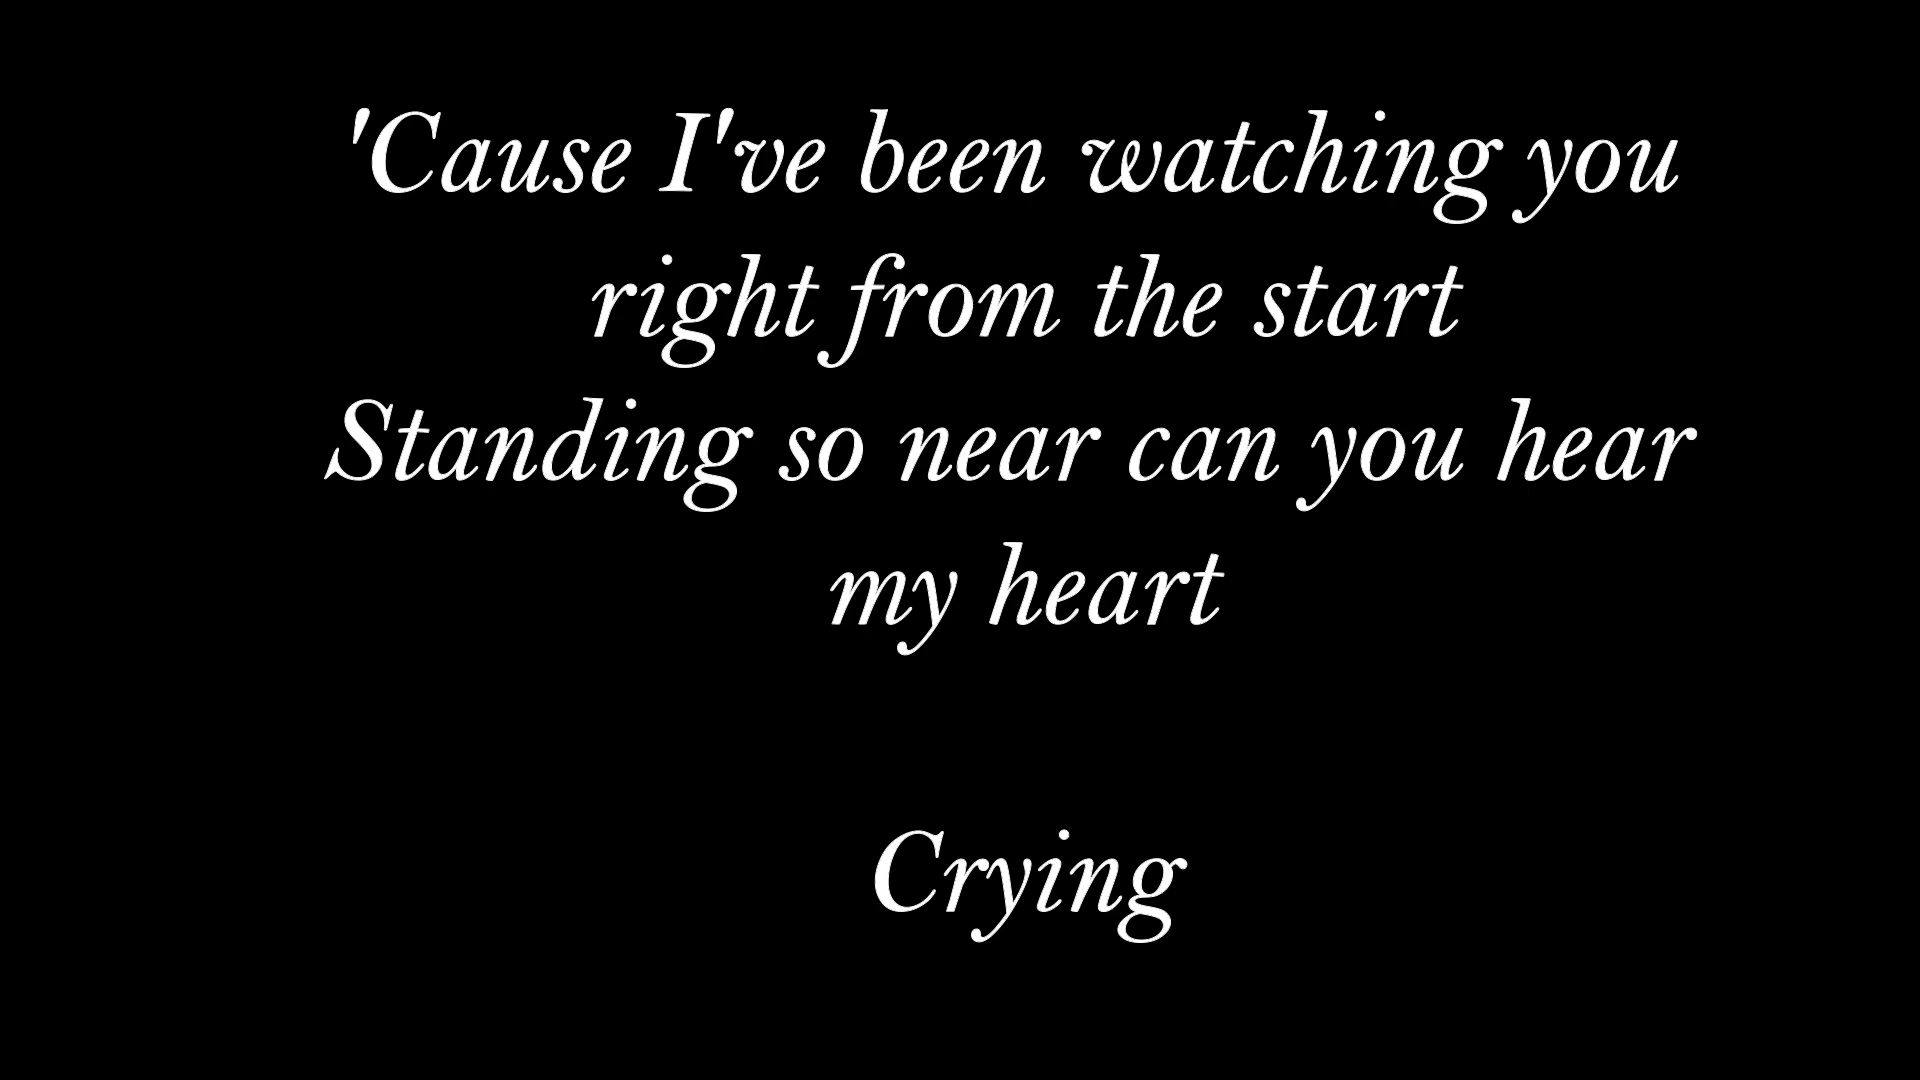 'Cause I've been watching you
right from the start
Standing so near can you hear
my heart
Crying